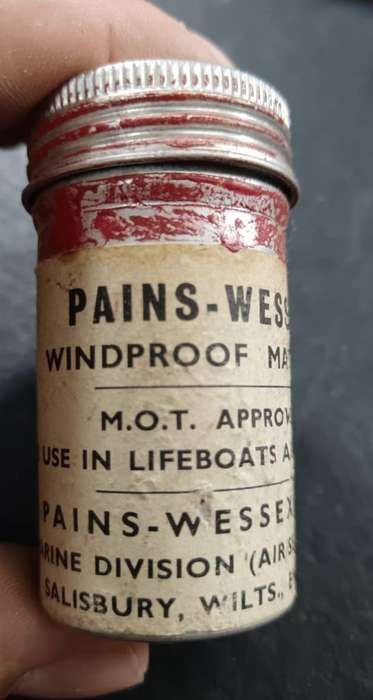 PAINS-WESS
WINDPROOF MA
M.O.T. APPROV
USE IN LIFEBOATS A
PAINS-WESSEX
RINE DIVISION (AIR/S
SALISBURY, WILTS., E